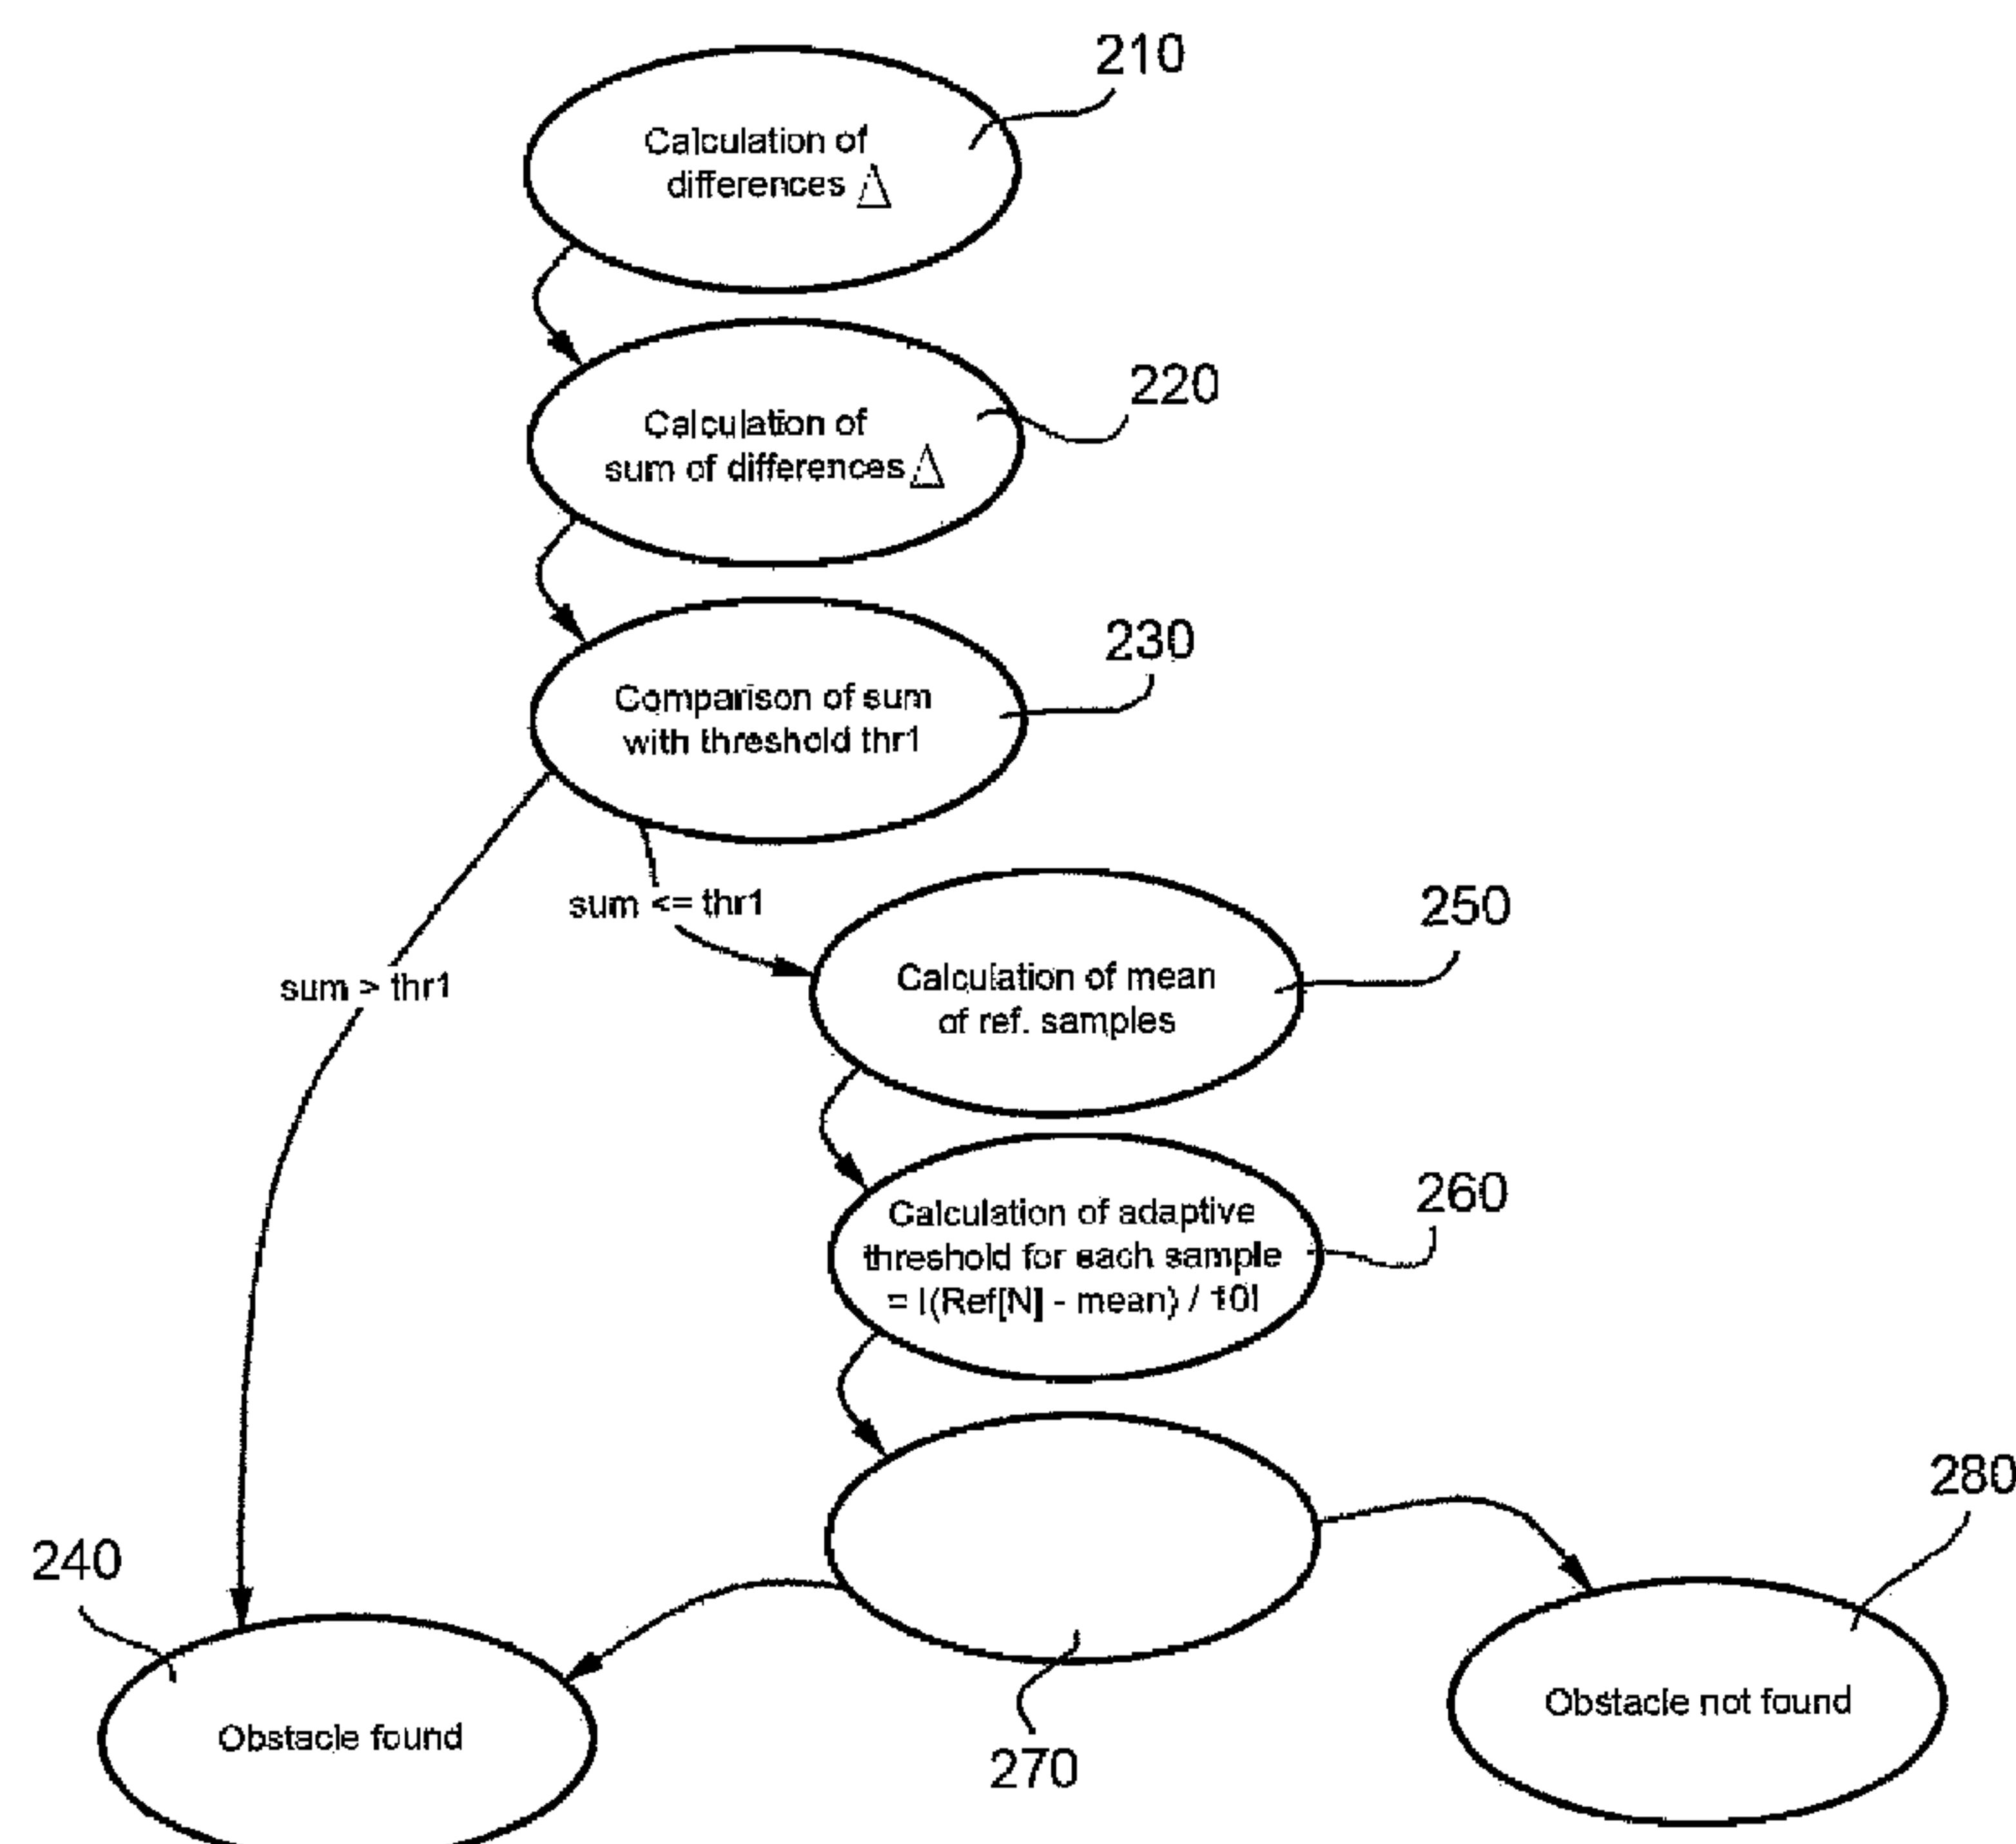 210
Calculation of
differences Δ
220
Calculation of
sum of differences Δ
230
Comparison of sum
with threshold thr1
sum <= thr1
250
sum > thr1
Calculation of mean
of ref. samples
260
Calculation of adaptive
threshold for each sample
= |(Ref[N] - mean) / 10|
280
240
Obstacle not found
Obstacle found
270